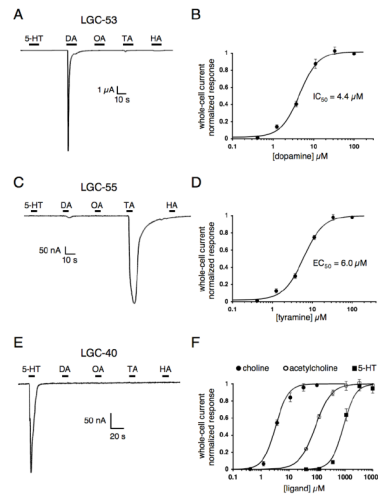 A
LGC-53
5-HT DA OA TA HA
1 µA
10 s
B
whole-cell current
normalized response
1
0.8
0.6
0.4
0.2
0
IC50 = 4.4 µM
0.1 1 10 100 1000
[dopamine] µM
C
LGC-55
5-HT DA OA TA HA
50 nA
10 s
D
whole-cell current
normalized response
1
0.8
0.6
0.4
0.2
0
EC50 = 6.0 µM
0.1 1 10 100 1000
[tyramine] µM
E
LGC-40
5-HT DA OA TA HA
50 nA
20 s
F
choline acetylcholine 5-HT
whole-cell current
normalized response
1
0.8
0.6
0.4
0.2
0
0.1 1 10 100 1000
[ligand] µM